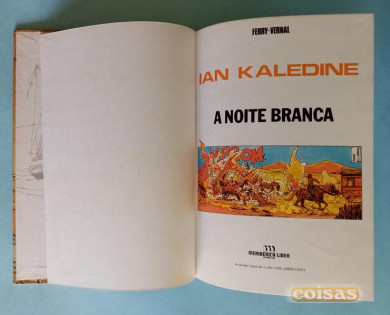 FERRY-VERNAL
IAN KALEDINE
A NOITE BRANCA
MERIBÉRICA/LIBER
coisas